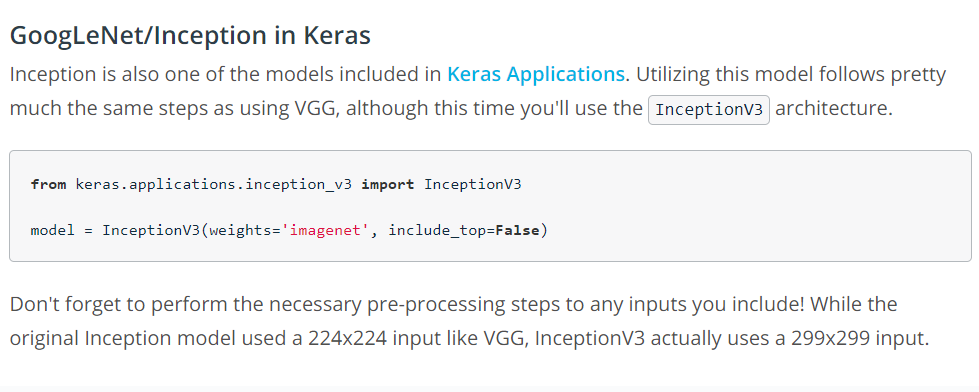 GoogLeNet/Inception in Keras
Inception is also one of the models included in Keras Applications. Utilizing this model follows pretty
much the same steps as using VGG, although this time you'll use the InceptionV3 architecture.
from keras.applications.inception_v3 import InceptionV3
model = InceptionV3(weights='imagenet', include_top=False)
Don't forget to perform the necessary pre-processing steps to any inputs you include! While the
original Inception model used a 224x224 input like VGG, InceptionV3 actually uses a 299x299 input.